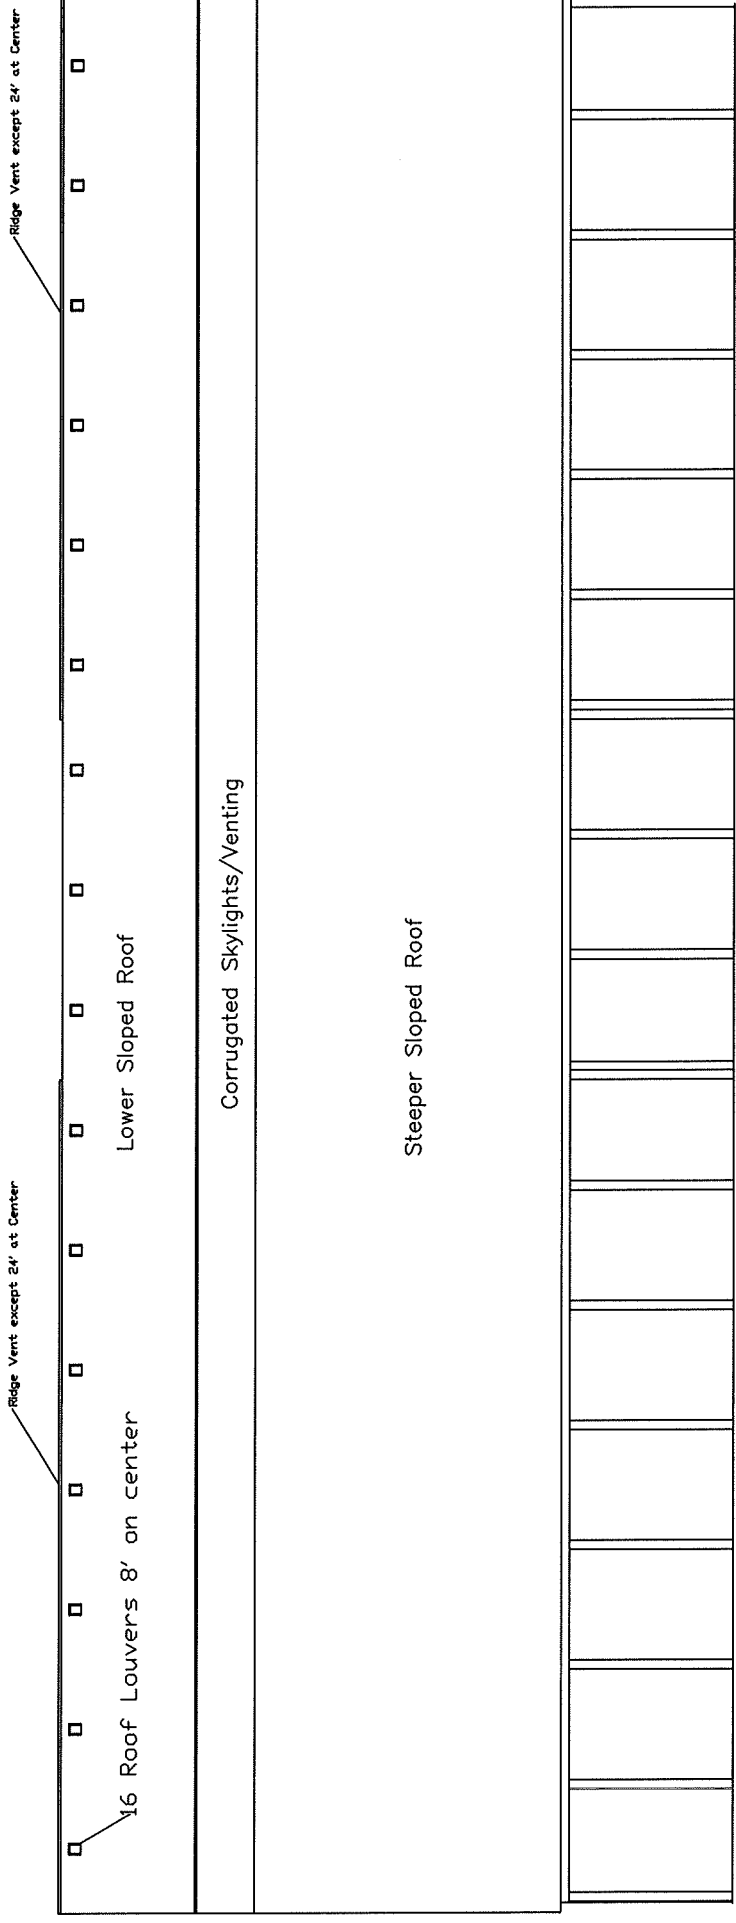 Ridge Vent except 24' at Center
Ridge Vent except 24' at Center
16 Roof Louvers 8' on center
Lower Sloped Roof
Corrugated Skylights/Venting
Steeper Sloped Roof